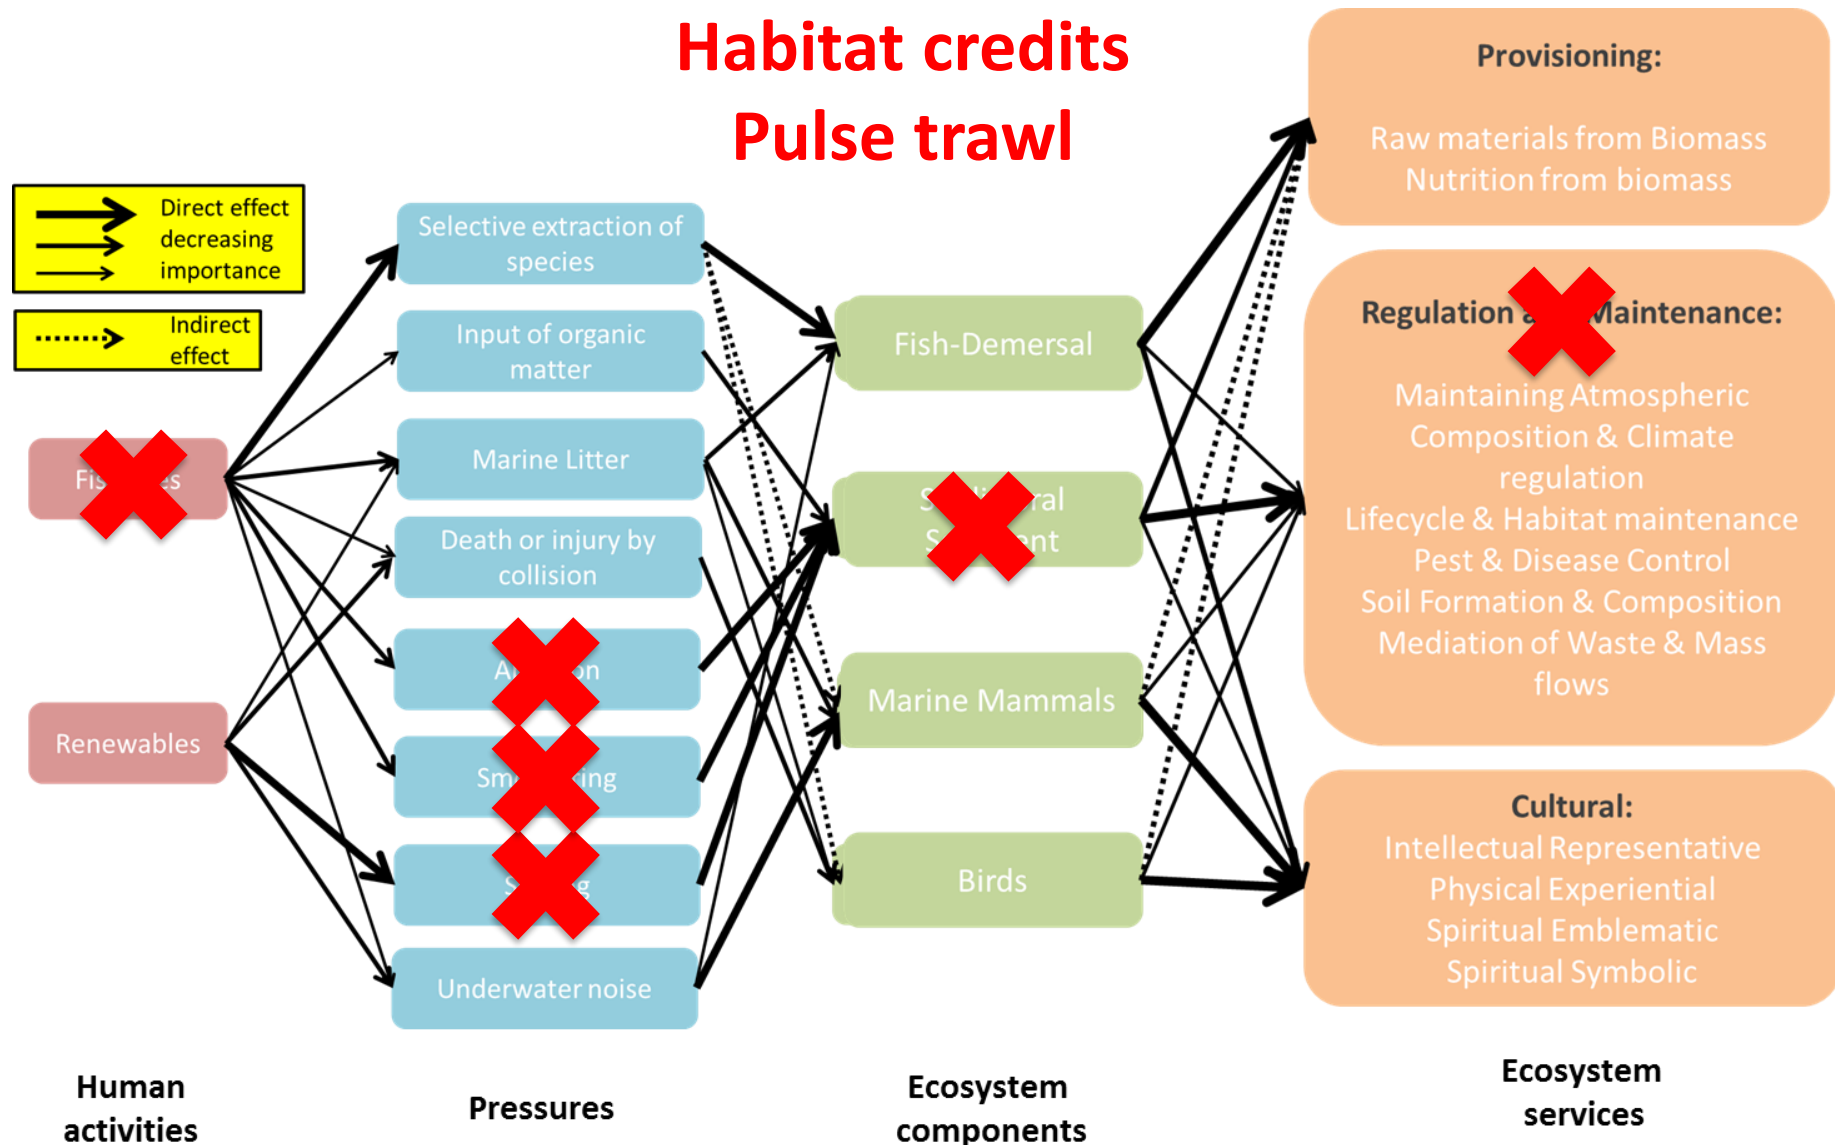 Habitat credits
Pulse trawl
Direct effect
decreasing
importance
Indirect
effect
Renewables
Selective extraction of
species
Input of organic
matter
Marine Litter
Death or injury by
collision
Underwater noise
Fish-Demersal
Marine Mammals
Birds
Provisioning:
Raw materials from Biomass
Nutrition from biomass
Regulation Maintenance:
Maintaining Atmospheric
Composition & Climate
regulation
Lifecycle & Habitat maintenance
Pest & Disease Control
Soil Formation & Composition
Mediation of Waste & Mass
flows
Cultural:
Intellectual Representative
Physical Experiential
Spiritual Emblematic
Spiritual Symbolic
Human
activities
Pressures
Ecosystem
components
Ecosystem
services